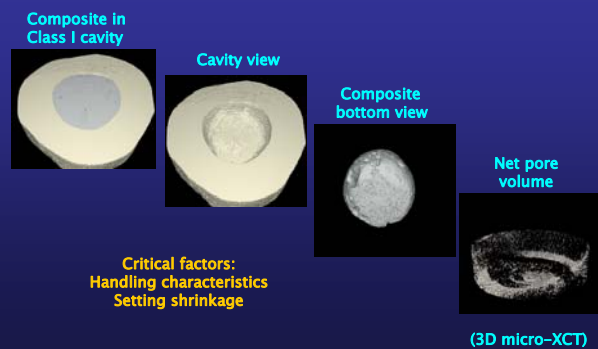 Composite in
Class I cavity
Cavity view
Composite
bottom view
Net pore
volume
Critical factors:
Handling characteristics
Setting shrinkage
(3D micro-XCT)